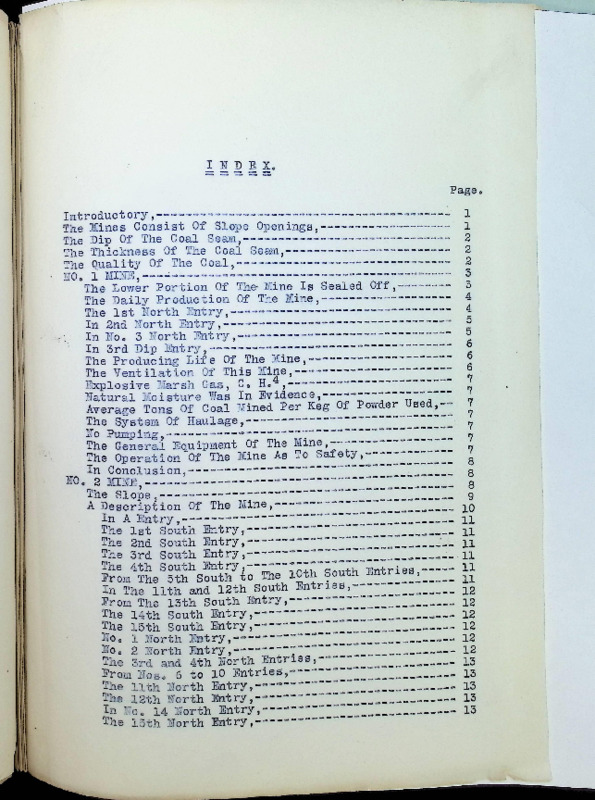 INDEX.
Page.
Introductory,--- 1
The Mines Consist Of Slope Openings,--- 1
The Dip Of The Coal Seam,--- 2
The Thickness Of The Coal Seam,--- 2
The Quality Of The Coal,--- 2
NO. 1 MINE,--- 3
The Lower Portion Of The Mine Is Sealed Off,--- 3
The Daily Production Of The Mine,--- 4
The 1st North Entry,--- 4
In 2nd North Entry,--- 5
In No. 3 North Entry,--- 5
In 3rd Dip Entry,--- 6
The Producing Life Of The Mine,--- 6
The Ventilation Of This Mine,--- 6
Explosive Marsh Gas, C. H.4,--- 7
Natural Moisture Was In Evidence,--- 7
Average Tons Of Coal Mined Per Keg Of Powder Used,-- 7
The System Of Haulage,--- 7
No Pumping,--- 7
The General Equipment Of The Mine,--- 7
The Operation Of The Mine As To Safety,--- 7
In Conclusion,--- 8
NO. 2 MINE,--- 8
The Slope,--- 8
A Description Of The Mine,--- 9
In A Entry,--- 10
The 1st South Entry,--- 11
The 2nd South Entry,--- 11
The 3rd South Entry,--- 11
The 4th South Entry,--- 11
From The 5th South to The 10th South Entries,--- 11
In The 11th and 12th South Entries,--- 11
From The 13th South Entry,--- 12
The 14th South Entry,--- 12
The 15th South Entry,--- 12
No. 1 North Entry,--- 12
No. 2 North Entry,--- 12
The 3rd and 4th North Entries,--- 12
From Nos. 6 to 10 Entries,--- 13
The 11th North Entry,--- 13
The 12th North Entry,--- 13
In No. 14 North Entry,--- 13
The 15th North Entry,--- 13